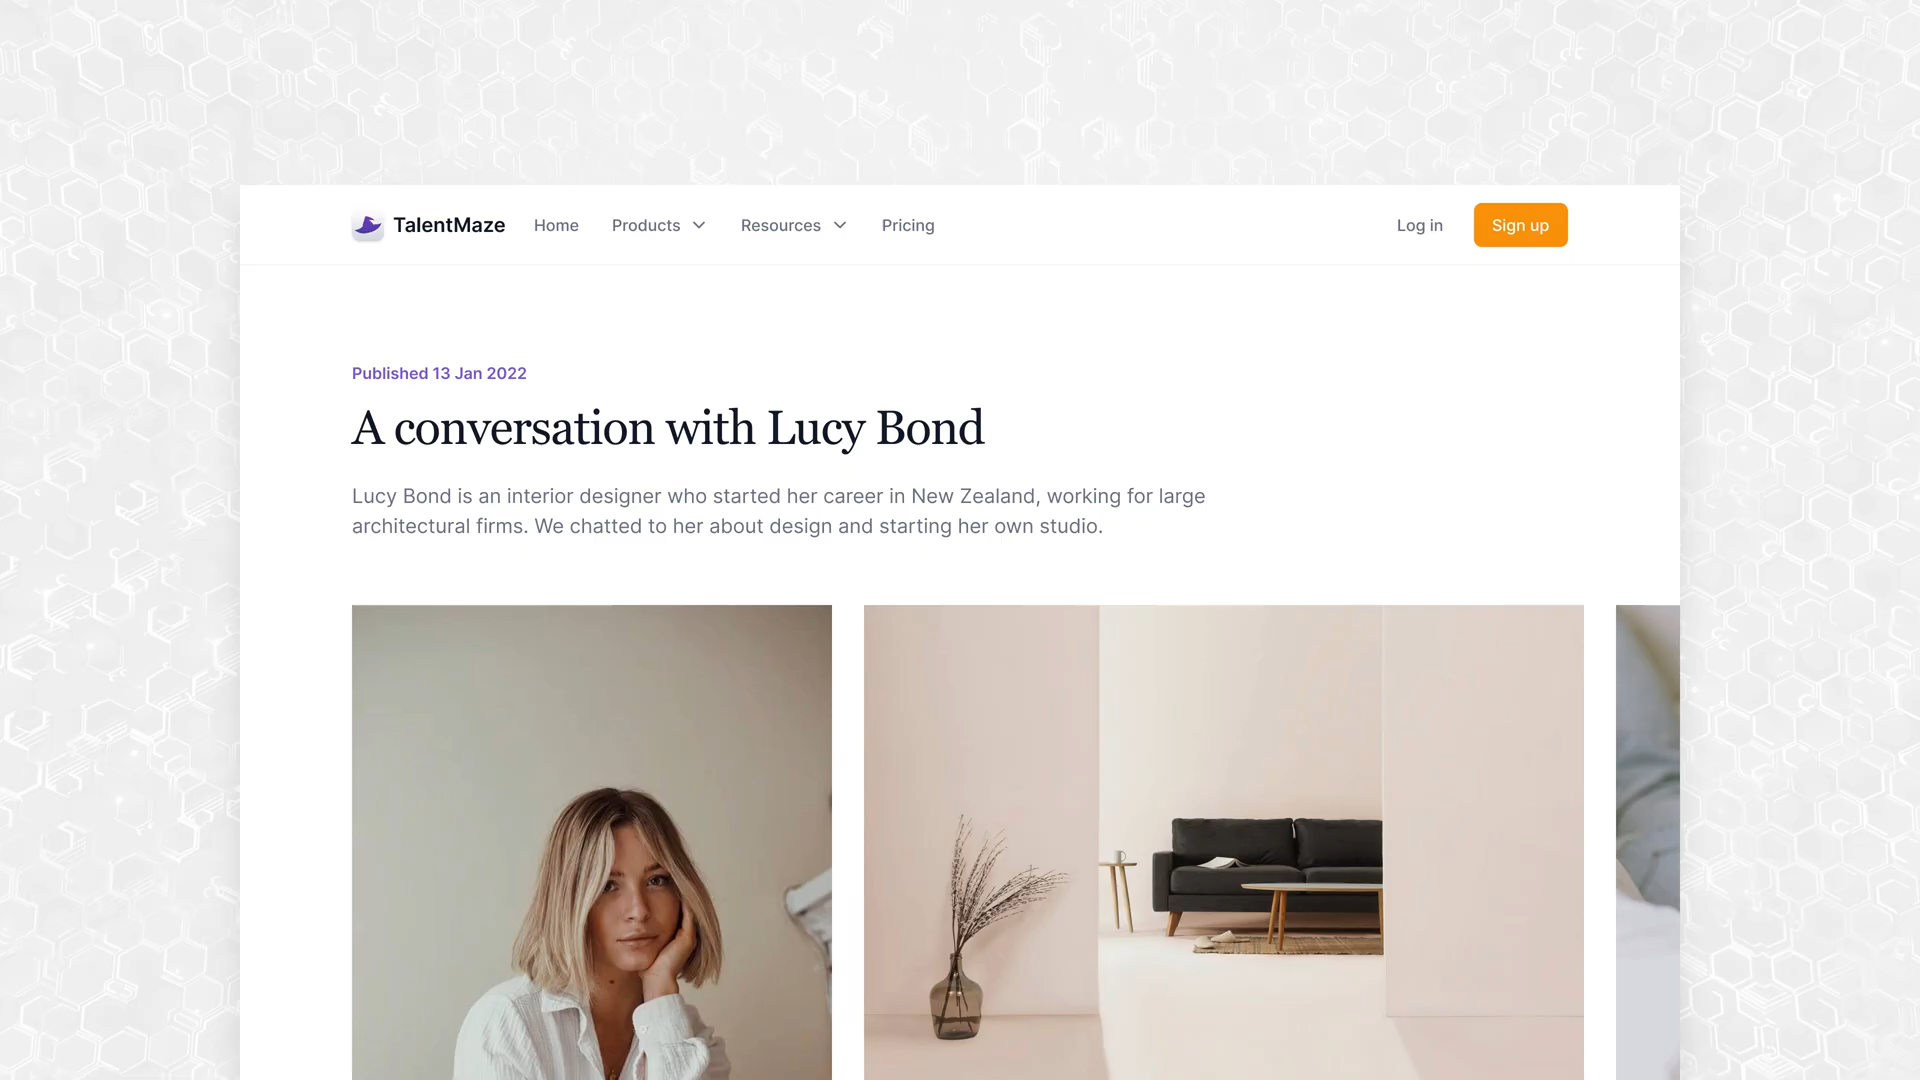 TalentMaze
Home
Products
Resources
Pricing
Log in
Sign up
Published 13 Jan 2022
A conversation with Lucy Bond
Lucy Bond is an interior designer who started her career in New Zealand, working for large
architectural firms. We chatted to her about design and starting her own studio.